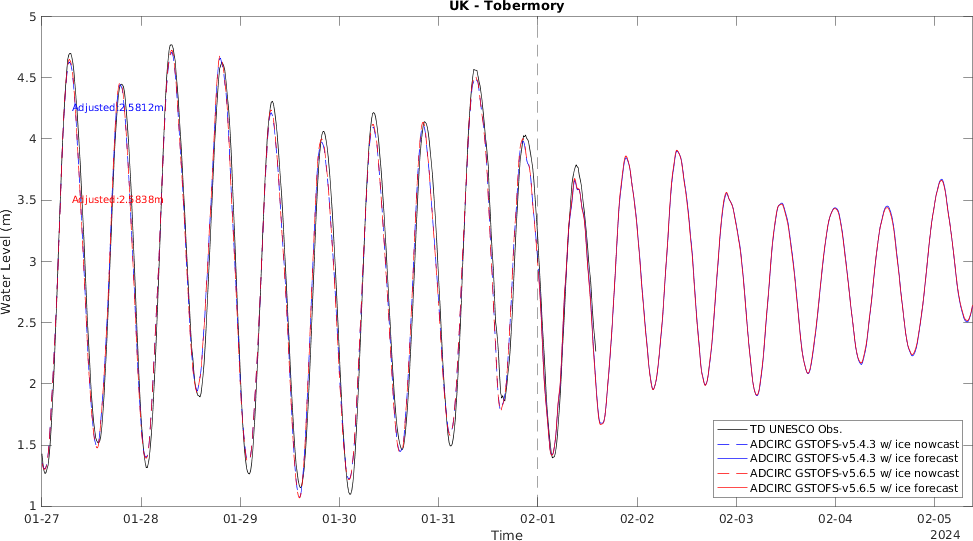 UK - Tobermory
5
4.5
4
3.5
3
2.5
2
1.5
1
Water Level (m)
Adjusted:2.5812m
Adjusted:2.5838m
TD UNESCO Obs.
ADCIRC GSTOFS-v5.4.3 w/ ice nowcast
ADCIRC GSTOFS-v5.4.3 w/ ice forecast
ADCIRC GSTOFS-v5.6.5 w/ ice nowcast
ADCIRC GSTOFS-v5.6.5 w/ ice forecast
01-27 01-28 01-29 01-30 01-31 02-01 02-02 02-03 02-04 02-05
Time 2024